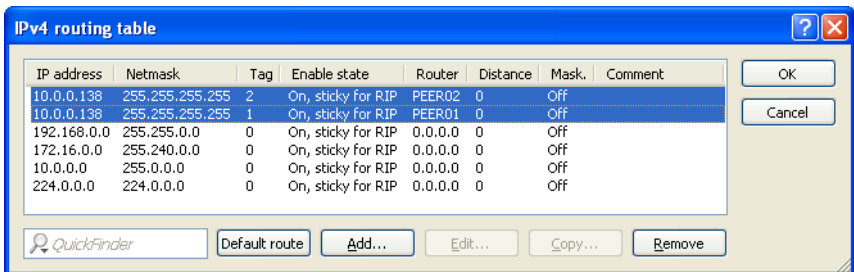 IPv4 routing table
IP address Netmask Tag Enable state Router Distance Mask. Comment
10.0.0.138 255.255.255.255 2 On, sticky for RIP PEER02 0 Off
10.0.0.138 255.255.255.255 1 On, sticky for RIP PEER01 0 Off
192.168.0.0 255.255.0.0 0 On, sticky for RIP 0.0.0.0 0 Off
172.16.0.0 255.240.0.0 0 On, sticky for RIP 0.0.0.0 0 Off
10.0.0.0 255.0.0.0 0 On, sticky for RIP 0.0.0.0 0 Off
224.0.0.0 224.0.0.0 0 On, sticky for RIP 0.0.0.0 0 Off
OK
Cancel
QuickFinder Default route Add... Edit... Copy... Remove